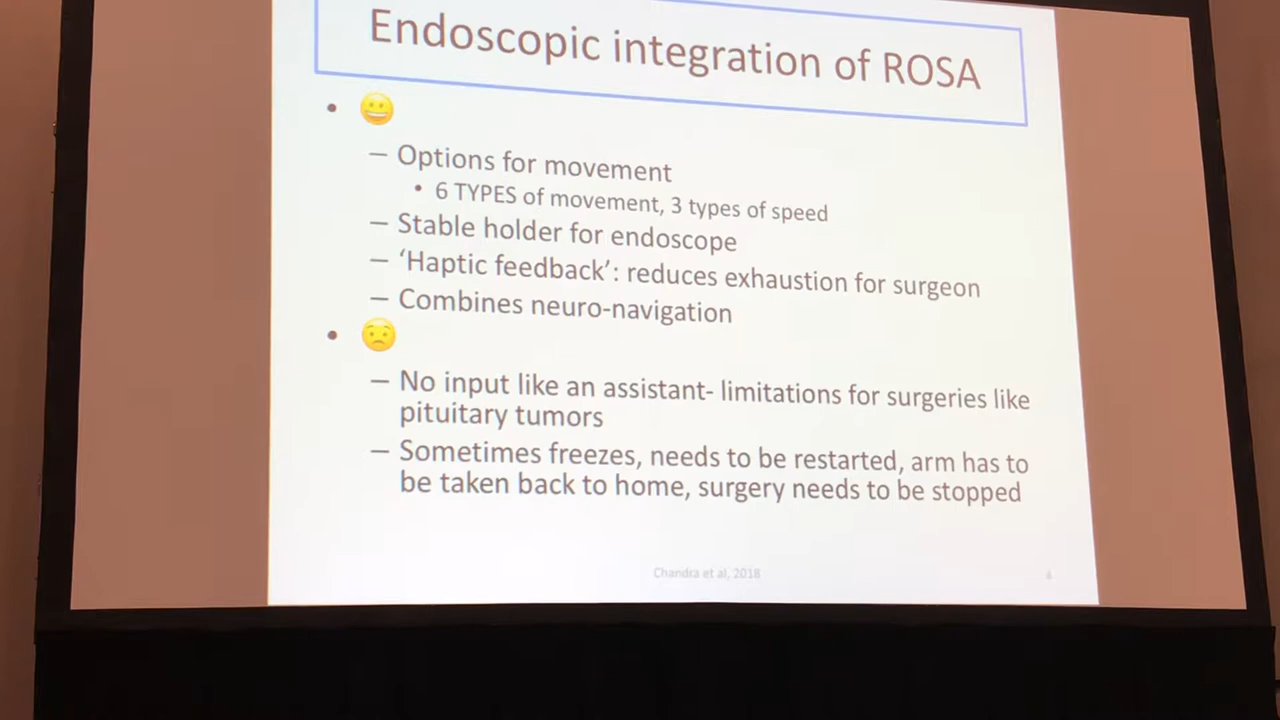 Endoscopic integration of ROSA
• 😀
– Options for movement
• 6 TYPES of movement, 3 types of speed
– Stable holder for endoscope
– ‘Haptic feedback’: reduces exhaustion for surgeon
– Combines neuro-navigation
• 😟
– No input like an assistant- limitations for surgeries like
pituitary tumors
– Sometimes freezes, needs to be restarted, arm has to
be taken back to home, surgery needs to be stopped
Chandra et al, 2018